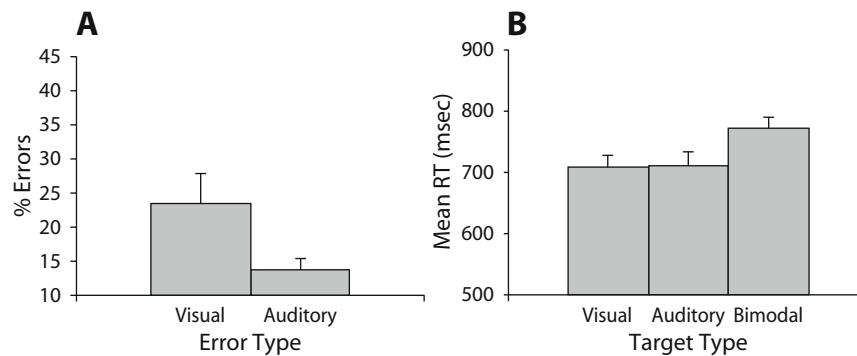 A
45
40
35
30
25
20
15
10
% Errors
Visual Auditory
Error Type
B
900
800
700
600
500
Mean RT (msec)
Visual Auditory Bimodal
Target Type